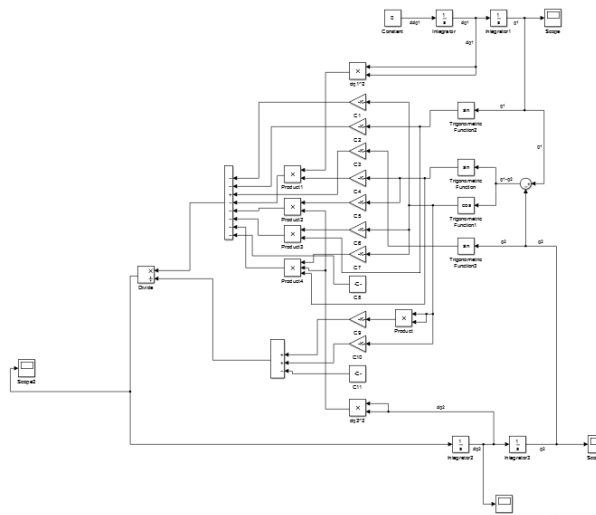 0
1
s
1
s
ddq1
dq1
q1
Constant
Integrator
Integrator1
Scope
dq1
q1
×
dq1^2
C1
sin
q1
Trigonometric
Function2
C2
q1
C3
sin
Trigonometric
Function
q1-q2
×
Product1
C4
cos
Trigonometric
Function1
×
Product2
C5
×
Product3
C6
sin
q2
q2
Trigonometric
Function3
C7
×
Product4
×
÷
Divide
-C-
C8
×
Product
C9
C10
-C-
C11
Scope2
×
dq2^2
dq2
1
s
1
s
Integrator2
dq2
Integrator3
q2